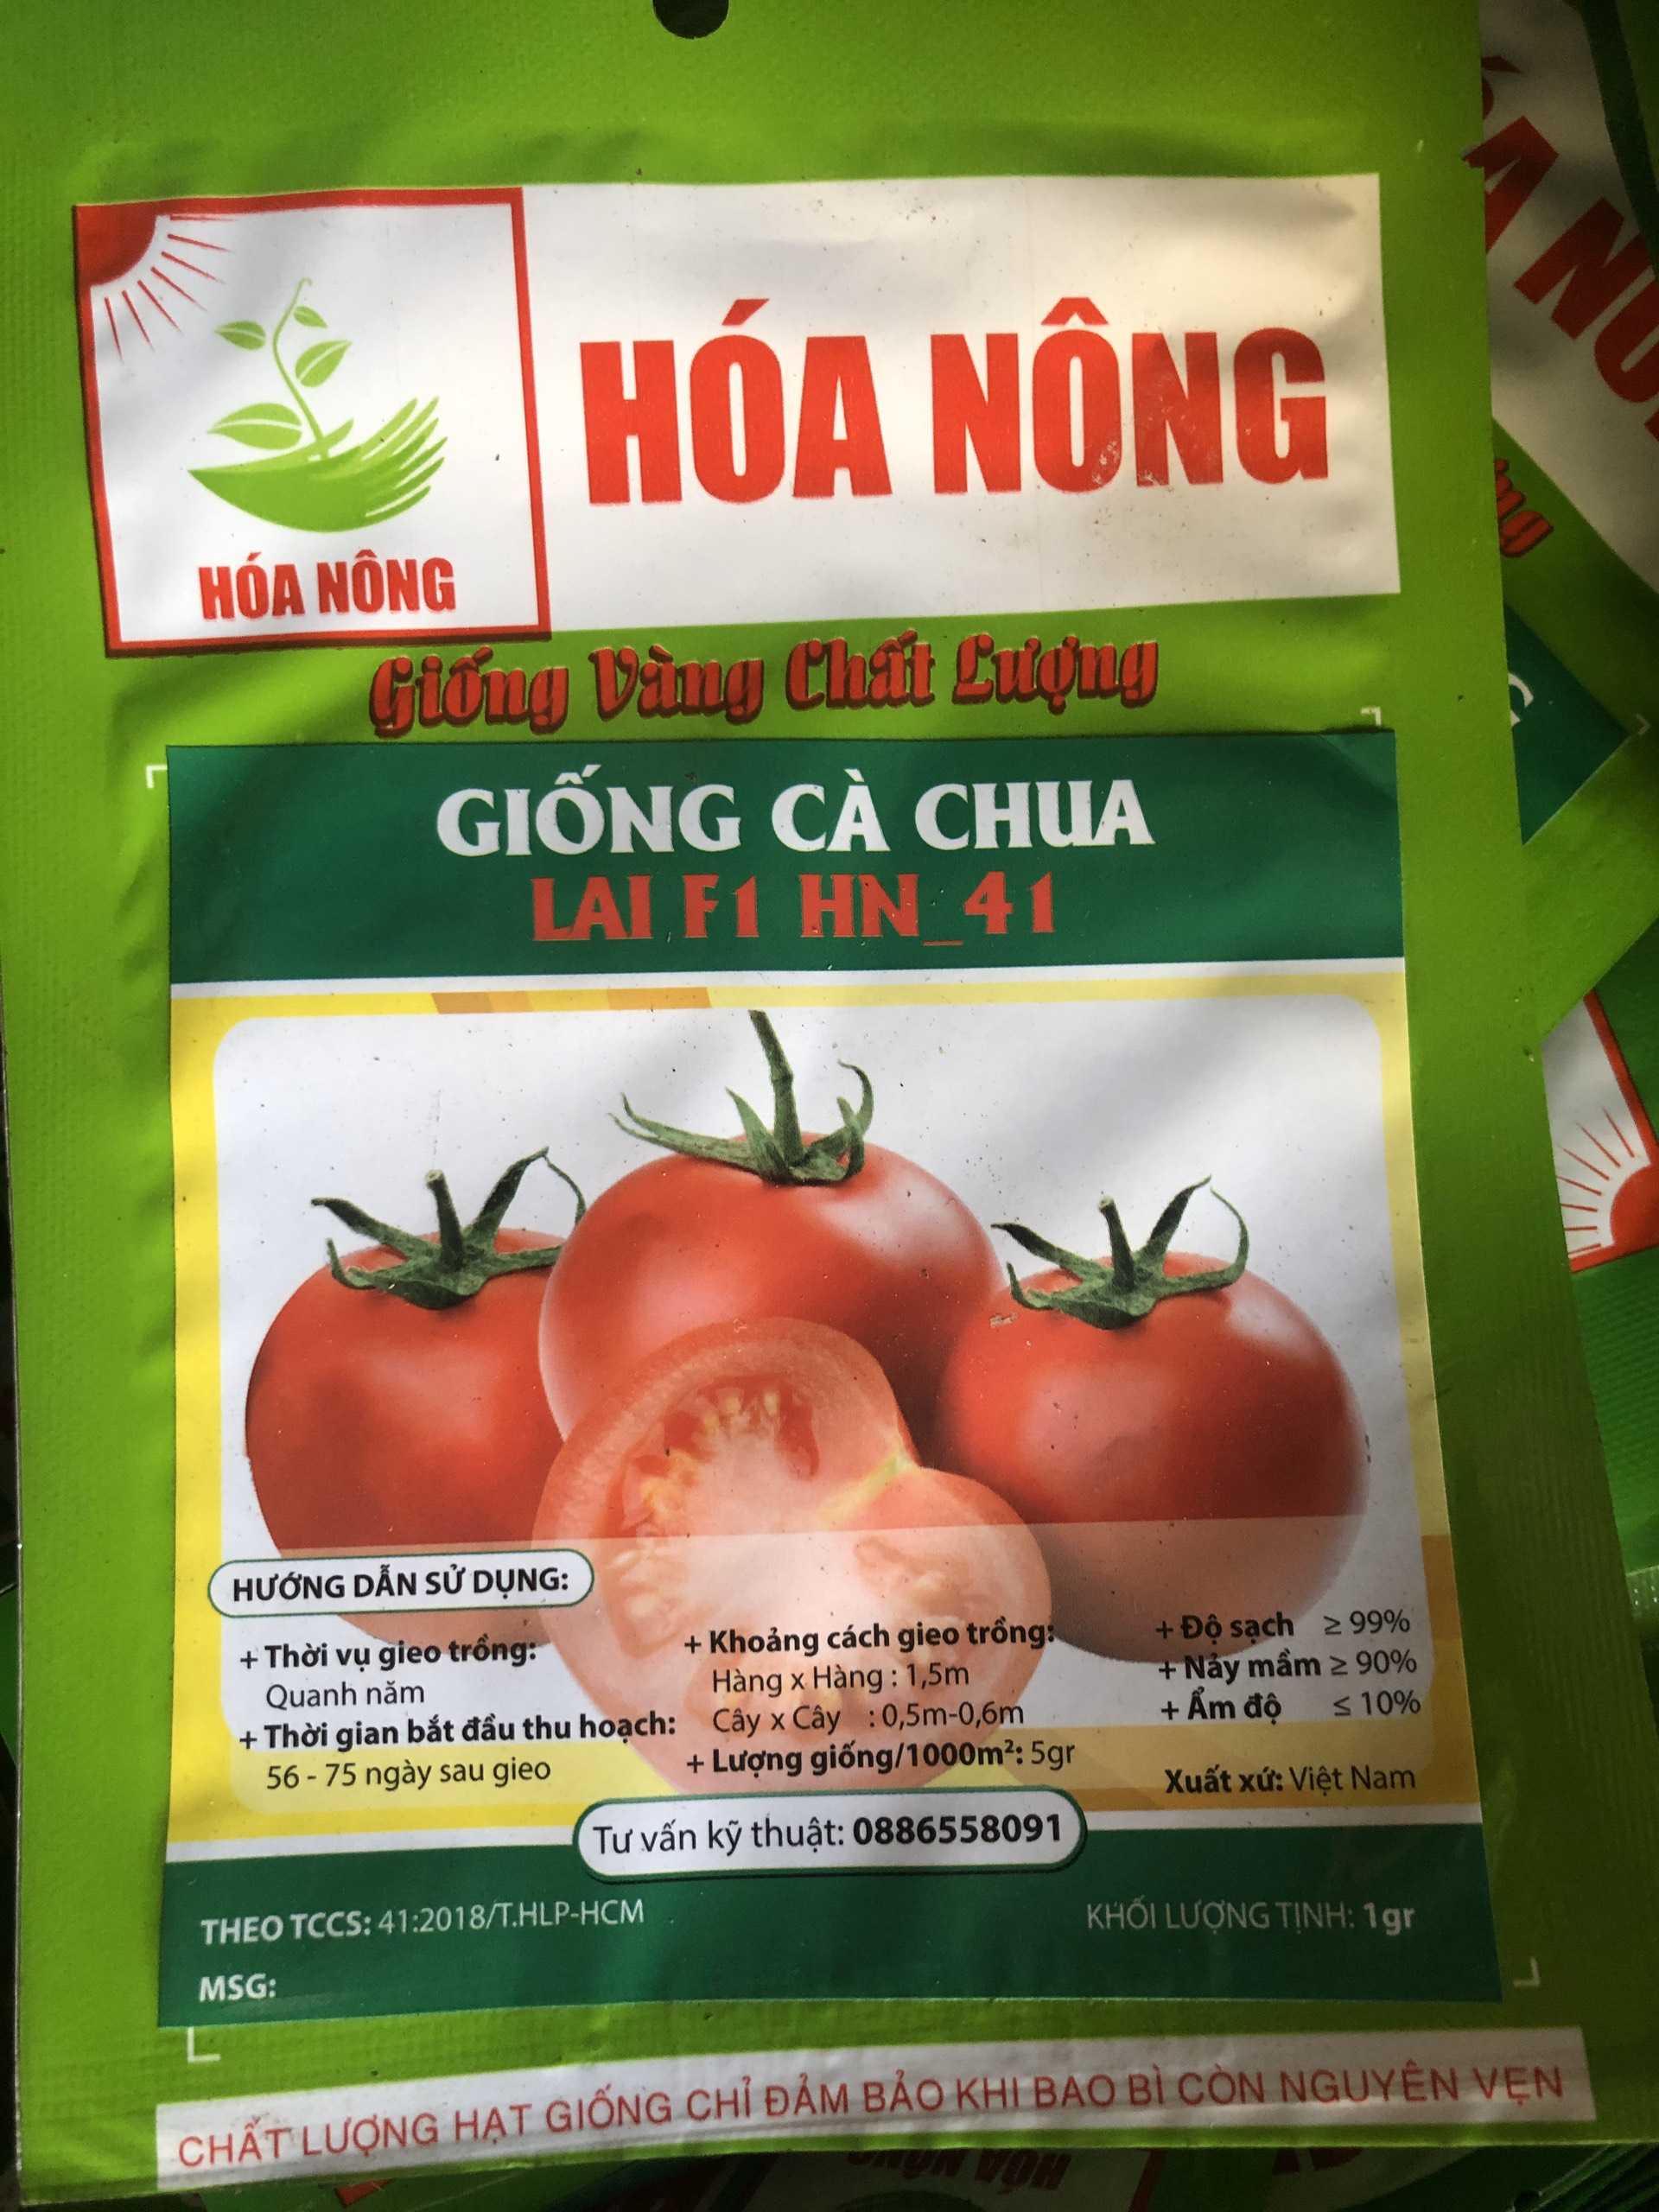 HÓA NÔNG
HÓA NÔNG
Giống Vàng Chất Lượng
GIỐNG CÀ CHUA
LAI F1 HN_41
HƯỚNG DẪN SỬ DỤNG:
+ Thời vụ gieo trồng:
Quanh năm
+ Thời gian bắt đầu thu hoạch:
56 - 75 ngày sau gieo
+ Khoảng cách gieo trồng:
Hàng x Hàng : 1,5m
Cây x Cây : 0,5m-0,6m
+ Lượng giống/1000m²: 5gr
+ Độ sạch ≥ 99%
+ Nảy mầm ≥ 90%
+ Ẩm độ ≤ 10%
Xuất xứ: Việt Nam
Tư vấn kỹ thuật: 0886558091
THEO TCCS: 41:2018/T.HLP-HCM
KHỐI LƯỢNG TỊNH: 1gr
MSG:
CHẤT LƯỢNG HẠT GIỐNG CHỈ ĐẢM BẢO KHI BAO BÌ CÒN NGUYÊN VẸN
HÓA NÔNG